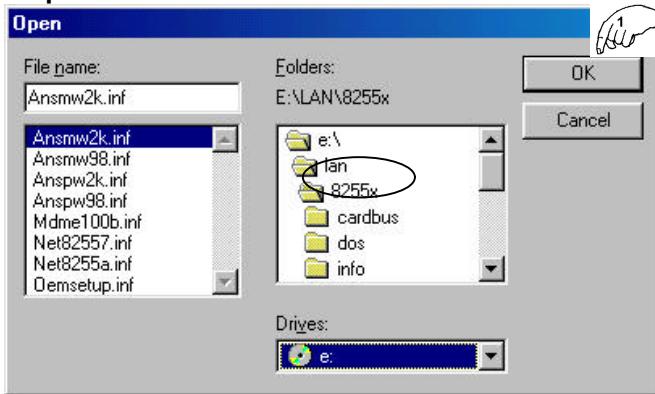 Open
File name:
Ansmw2k.inf
Ansmw2k.inf
Ansmw98.inf
Anspw2k.inf
Anspw98.inf
Mdme100b.inf
Net82557.inf
Net8255a.inf
Oemsetup.inf
Folders:
E:\LAN\8255x
e:\
lan
8255x
cardbus
dos
info
Drives:
e:
1
OK
Cancel